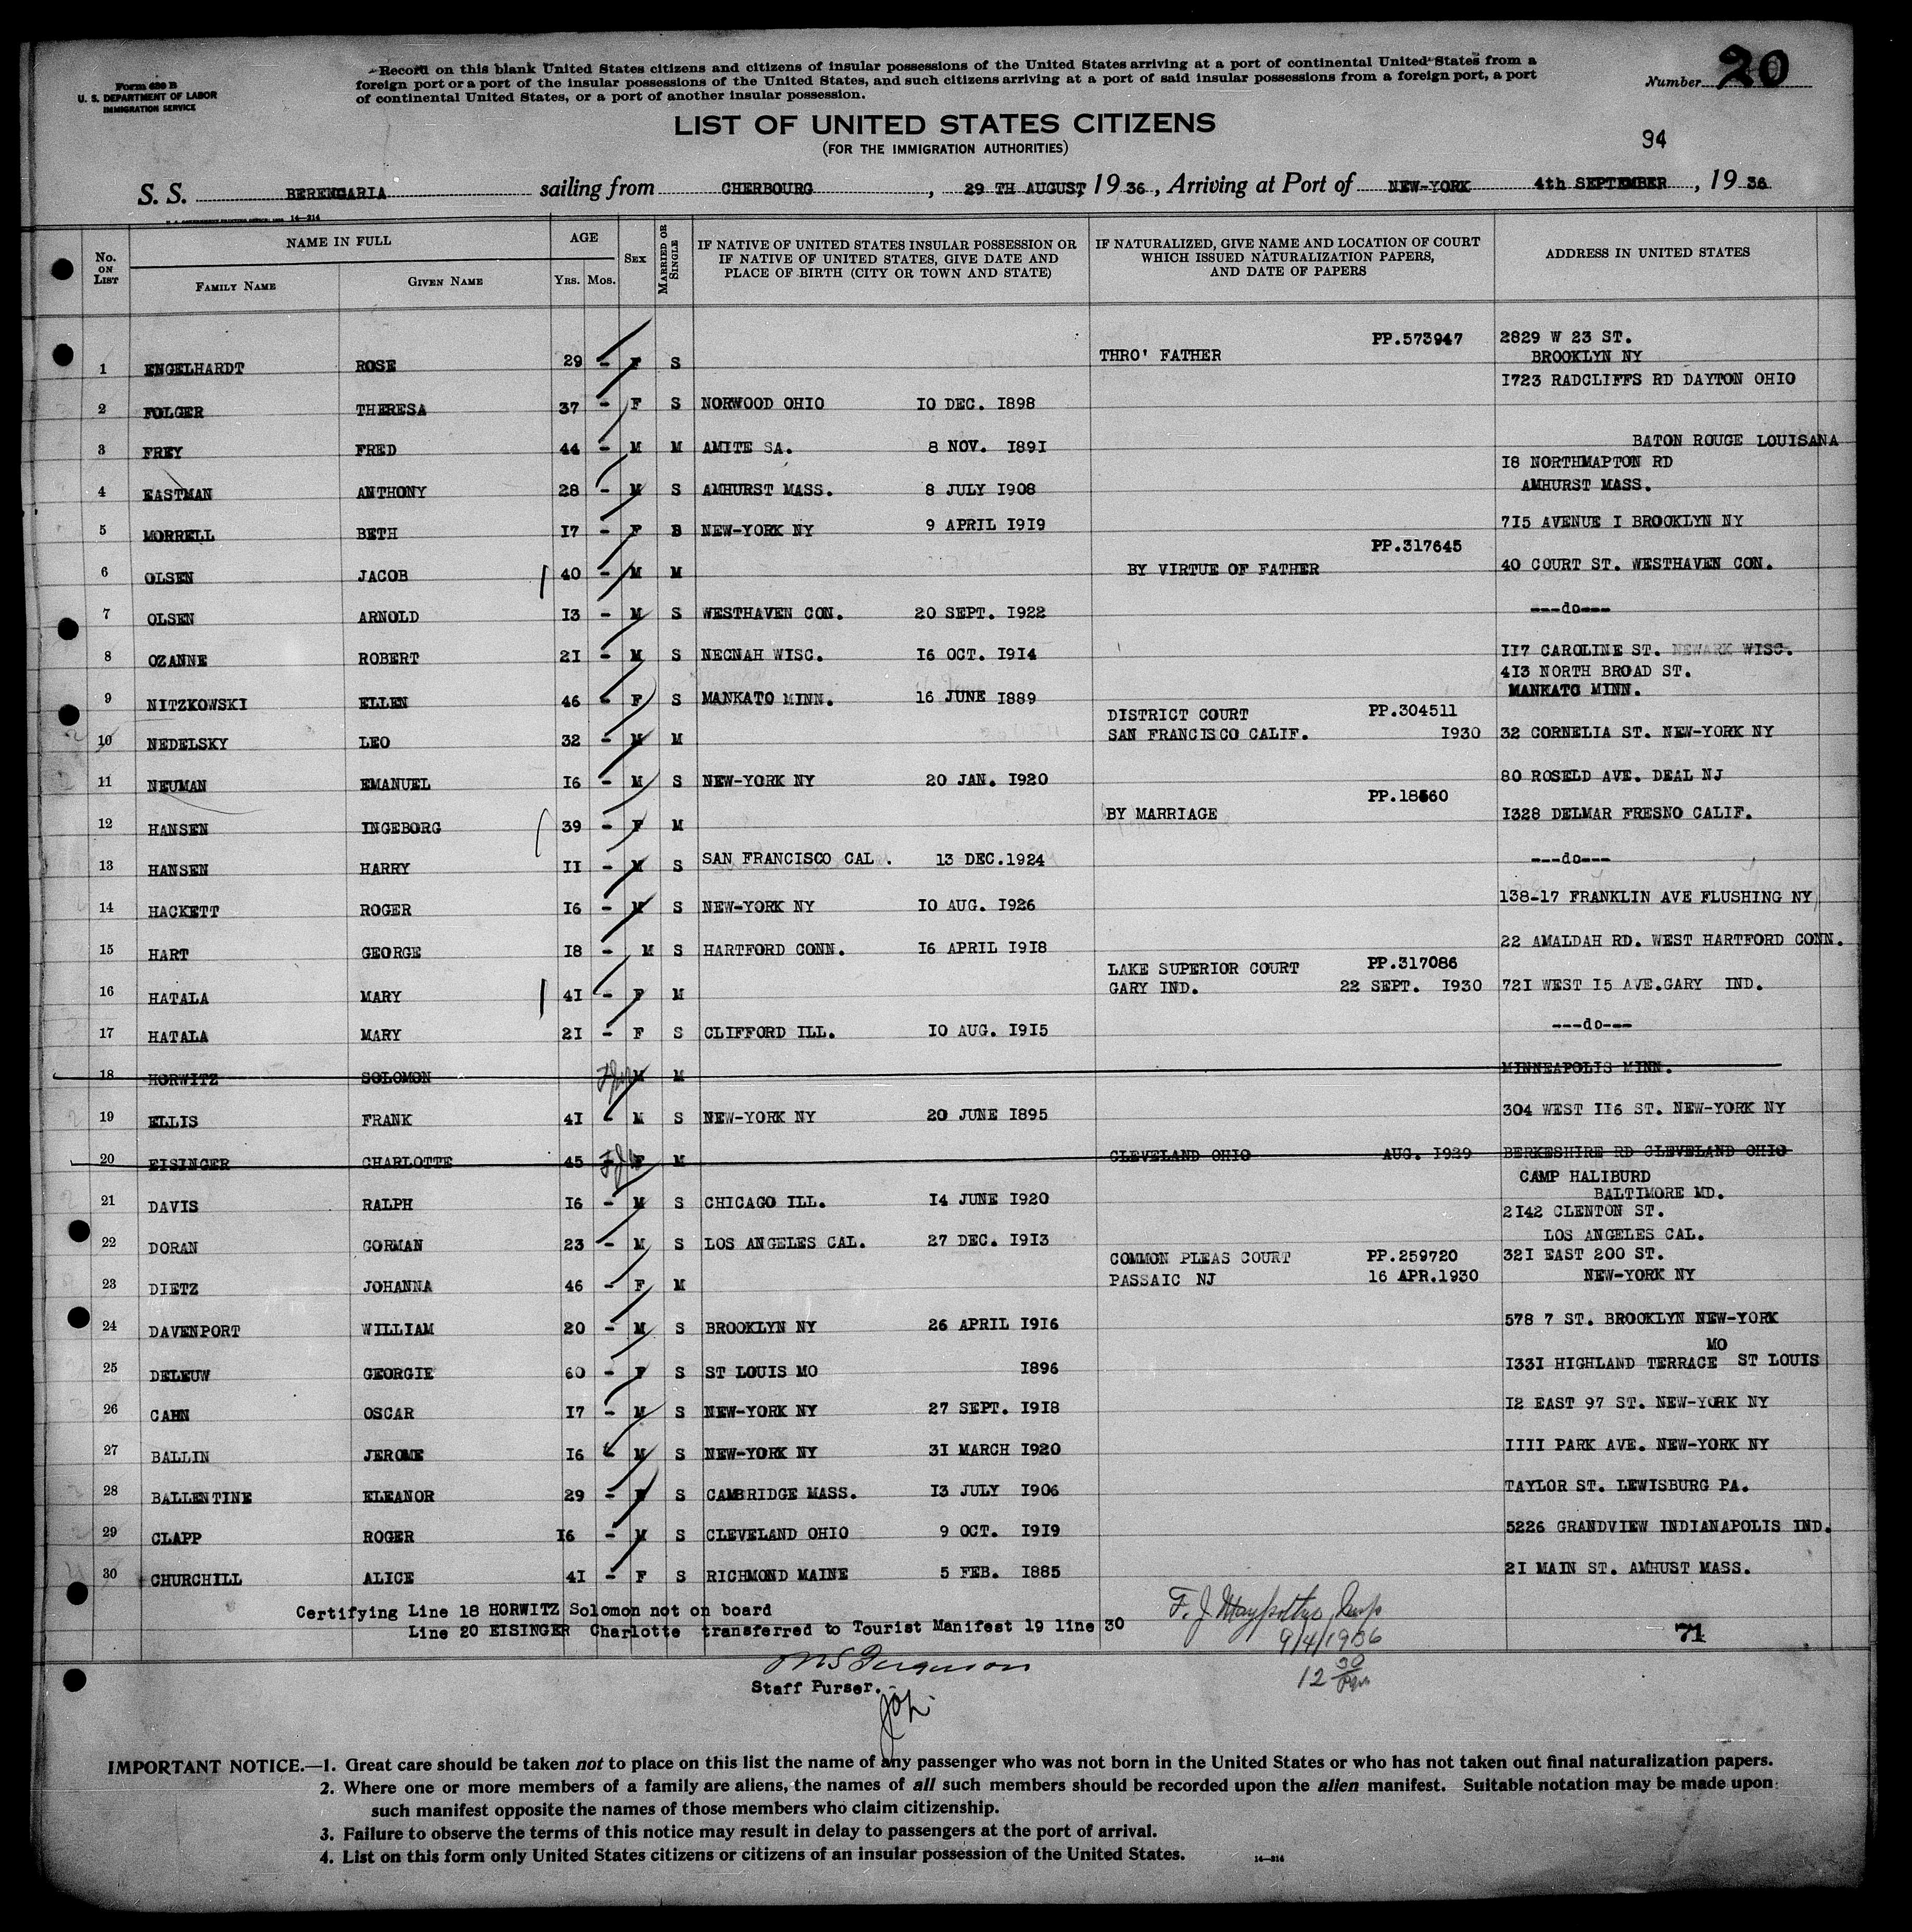 Form 630 B
U. S. DEPARTMENT OF LABOR
IMMIGRATION SERVICE
Record on this blank United States citizens and citizens of insular possessions of the United States arriving at a port of continental United States from a
foreign port or a port of the insular possessions of the United States, and such citizens arriving at a port of said insular possessions from a foreign port, a port
of continental United States, or a port of another insular possession.
Number 20
LIST OF UNITED STATES CITIZENS
(FOR THE IMMIGRATION AUTHORITIES)
94
S. S. BERENGARIA sailing from CHERBOURG , 29 TH AUGUST, 19 36 , Arriving at Port of NEW-YORK 4th SEPTEMBER , 19 36
14—214
No. ON LIST
NAME IN FULL
FAMILY NAME GIVEN NAME
AGE
YRS. MOS.
SEX
MARRIED OR SINGLE
IF NATIVE OF UNITED STATES INSULAR POSSESSION OR
IF NATIVE OF UNITED STATES, GIVE DATE AND
PLACE OF BIRTH (CITY OR TOWN AND STATE)
IF NATURALIZED, GIVE NAME AND LOCATION OF COURT
WHICH ISSUED NATURALIZATION PAPERS,
AND DATE OF PAPERS
ADDRESS IN UNITED STATES
1 ENGELHARDT ROSE 29 - F S THRO' FATHER PP.573947 2829 W 23 ST.
BROOKLYN NY
2 FOLGER THERESA 37 - F S NORWOOD OHIO 10 DEC. 1898 1723 RADCLIFFS RD DAYTON OHIO
3 FREY FRED 44 - M M AMITE SA. 8 NOV. 1891 BATON ROUGE LOUISANA
4 EASTMAN ANTHONY 28 - M S AMHURST MASS. 8 JULY 1908 18 NORTHMAPTON RD
AMHURST MASS.
5 MORRELL BETH 17 - F S NEW-YORK NY 9 APRIL 1919 715 AVENUE I BROOKLYN NY
6 OLSEN JACOB 40 - M M BY VIRTUE OF FATHER PP.317645 40 COURT ST. WESTHAVEN CON.
7 OLSEN ARNOLD 13 - M S WESTHAVEN CON. 20 SEPT. 1922 ---do---
8 OZANNE ROBERT 21 - M S NECNAH WISC. 16 OCT. 1914 117 CAROLINE ST. NEWARK WISC.
9 NITZKOWSKI ELLEN 46 - F S MANKATO MINN. 16 JUNE 1889 413 NORTH BROAD ST.
MANKATO MINN.
10 NEDELSKY LEO 32 - M M DISTRICT COURT PP.304511
SAN FRANCISCO CALIF. 1930 32 CORNELIA ST. NEW-YORK NY
11 NEUMAN EMANUEL 16 - M S NEW-YORK NY 20 JAN. 1920 80 ROSELD AVE. DEAL NJ
12 HANSEN INGEBORG 39 - F M BY MARRIAGE PP.18660 1328 DELMAR FRESNO CALIF.
13 HANSEN HARRY 11 - M S SAN FRANCISCO CAL . 13 DEC.1924 ---do---
14 HACKETT ROGER 16 - M S NEW-YORK NY 10 AUG. 1926 138-17 FRANKLIN AVE FLUSHING NY
15 HART GEORGE 18 - M S HARTFORD CONN. 16 APRIL 1918 22 AMALDAH RD. WEST HARTFORD CONN.
16 HATALA MARY 41 - F M LAKE SUPERIOR COURT PP.317086
GARY IND. 22 SEPT. 1930 721 WEST 15 AVE.GARY IND.
17 HATALA MARY 21 - F S CLIFFORD ILL. 10 AUG. 1915 ---do---
18 HORWITZ SOLOMON M M MINNEAPOLIS MINN.
19 ELLIS FRANK 41 - M S NEW-YORK NY 20 JUNE 1895 304 WEST 116 ST. NEW-YORK NY
20 EISINGER CHARLOTTE 45 - F M CLEVELAND OHIO AUG. 1929 BERKESHIRE RD CLEVELAND OHIO
21 DAVIS RALPH 16 - M S CHICAGO ILL. 14 JUNE 1920 CAMP HALIBURD
BALTIMORE MD.
22 DORAN GORMAN 23 - M S LOS ANGELES CAL. 27 DEC. 1913 2142 CLENTON ST.
LOS ANGELES CAL.
23 DIETZ JOHANNA 46 - F M COMMON PLEAS COURT PP.259720 321 EAST 200 ST.
PASSAIC NJ 16 APR.1930 NEW-YORK NY
24 DAVENPORT WILLIAM 20 - M S BROOKLYN NY 26 APRIL 1916 578 7 ST. BROOKLYN NEW-YORK
25 DELEUW GEORGIE 60 - F S ST LOUIS MO 1896 1331 HIGHLAND TERRACE ST LOUIS MO
26 CAHN OSCAR 17 - M S NEW-YORK NY 27 SEPT. 1918 12 EAST 97 ST. NEW-YORK NY
27 BALLIN JEROME 16 - M S NEW-YORK NY 31 MARCH 1920 1111 PARK AVE. NEW-YORK NY
28 BALLENTINE ELEANOR 29 - F S CAMBRIDGE MASS. 13 JULY 1906 TAYLOR ST. LEWISBURG PA.
29 CLAPP ROGER 16 - M S CLEVELAND OHIO 9 OCT. 1919 5226 GRANDVIEW INDIANAPOLIS IND.
30 CHURCHILL ALICE 41 - F S RICHMOND MAINE 5 FEB. 1885 21 MAIN ST. AMHUST MASS.
Certifying Line 18 HORWITZ Solomon not on board
Line 20 EISINGER Charlotte transferred to Tourist Manifest 19 line 30
F. J.
9/4/1936
12 30 Pm
71
Ferguson
Staff Purser.
IMPORTANT NOTICE.—1. Great care should be taken not to place on this list the name of any passenger who was not born in the United States or who has not taken out final naturalization papers.
2. Where one or more members of a family are aliens, the names of all such members should be recorded upon the alien manifest. Suitable notation may be made upon
such manifest opposite the names of those members who claim citizenship.
3. Failure to observe the terms of this notice may result in delay to passengers at the port of arrival.
4. List on this form only United States citizens or citizens of an insular possession of the United States.
14—214